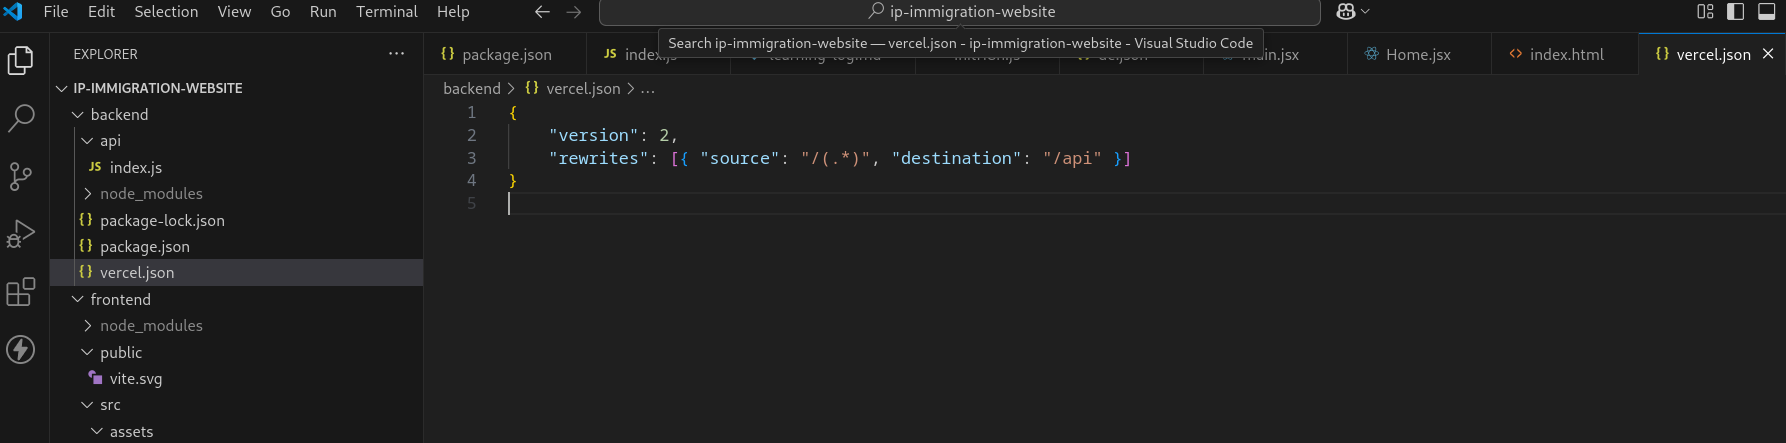 File Edit Selection View Go Run Terminal Help
ip-immigration-website
Search ip-immigration-website — vercel.json - ip-immigration-website - Visual Studio Code
EXPLORER
package.json
JS index.js
main.jsx
Home.jsx
<> index.html
{} vercel.json
IP-IMMIGRATION-WEBSITE
backend
api
JS index.js
node_modules
{} package-lock.json
{} package.json
{} vercel.json
frontend
node_modules
public
vite.svg
src
assets
backend > {} vercel.json > ...
1 {
2 "version": 2,
3 "rewrites": [{ "source": "/(.*)", "destination": "/api" }]
4 }
5